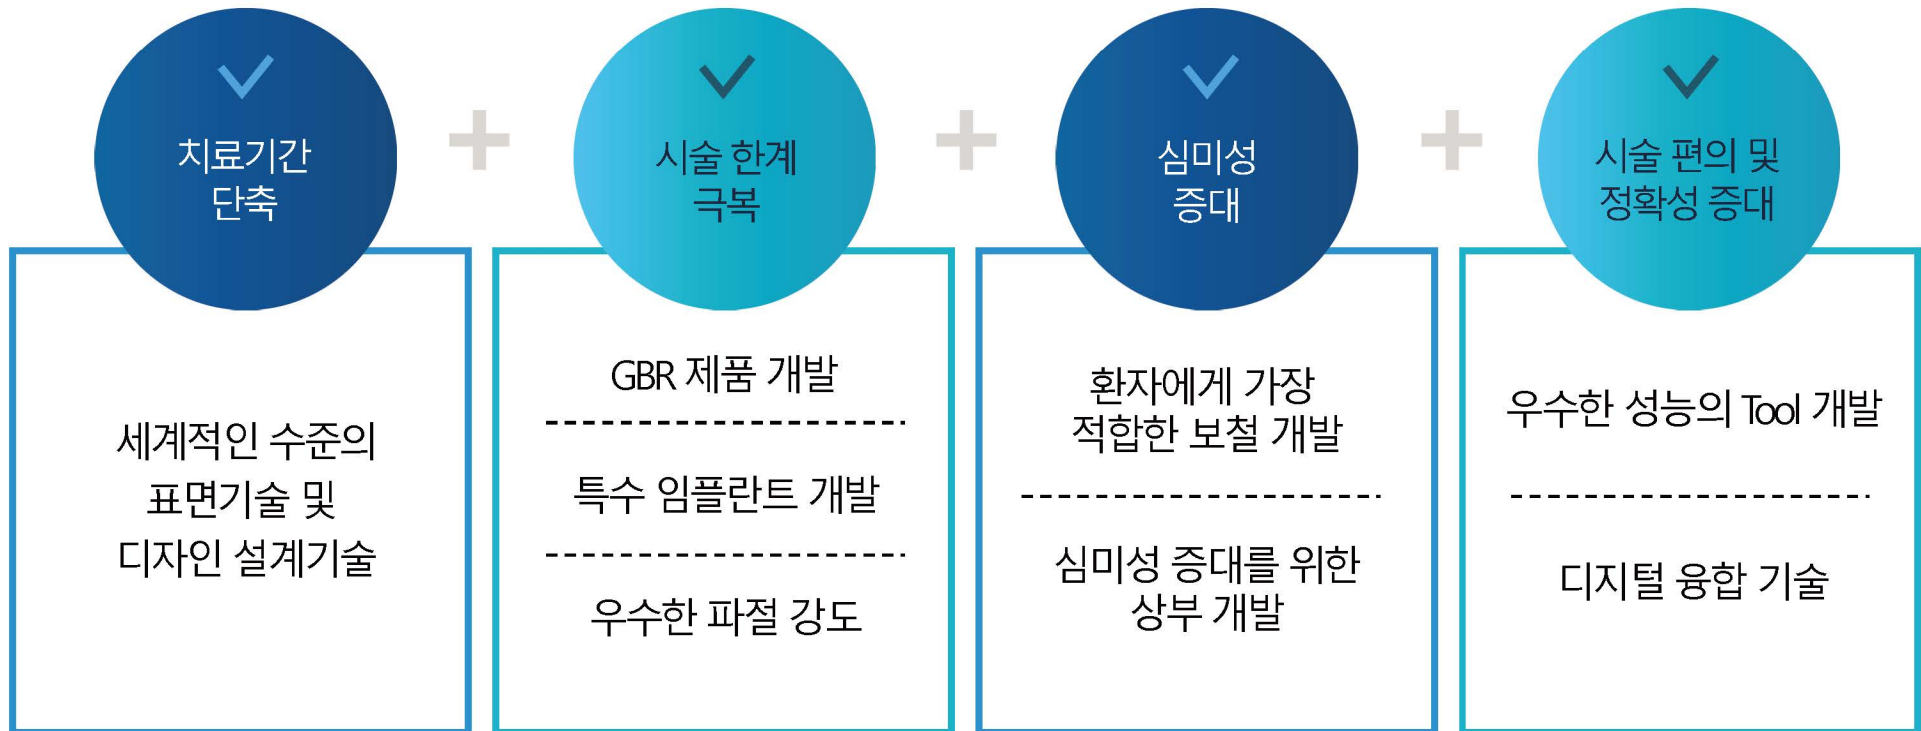 치료기간
단축
세계적인 수준의
표면기술 및
디자인 설계기술
시술 한계
극복
GBR 제품 개발
특수 임플란트 개발
우수한 파절 강도
심미성
증대
환자에게 가장
적합한 보철 개발
심미성 증대를 위한
상부 개발
시술 편의 및
정확성 증대
우수한 성능의 Tool 개발
디지털 융합 기술